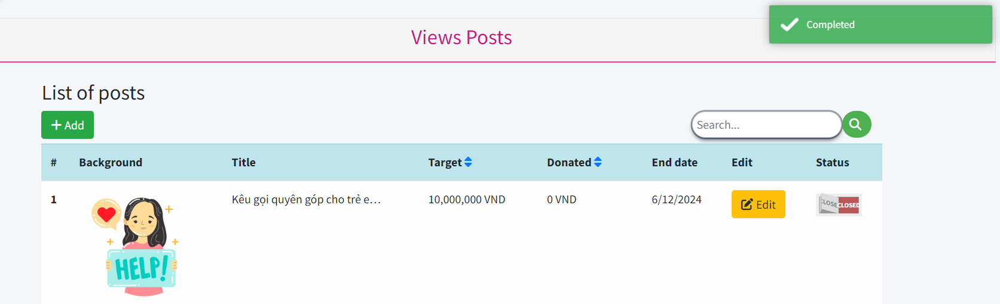 Completed
Views Posts
List of posts
Add
Search...
# Background Title Target Donated End date Edit Status
1 Kêu gọi quyên góp cho trẻ e... 10,000,000 VND 0 VND 6/12/2024 Edit CLOSED
HELP!